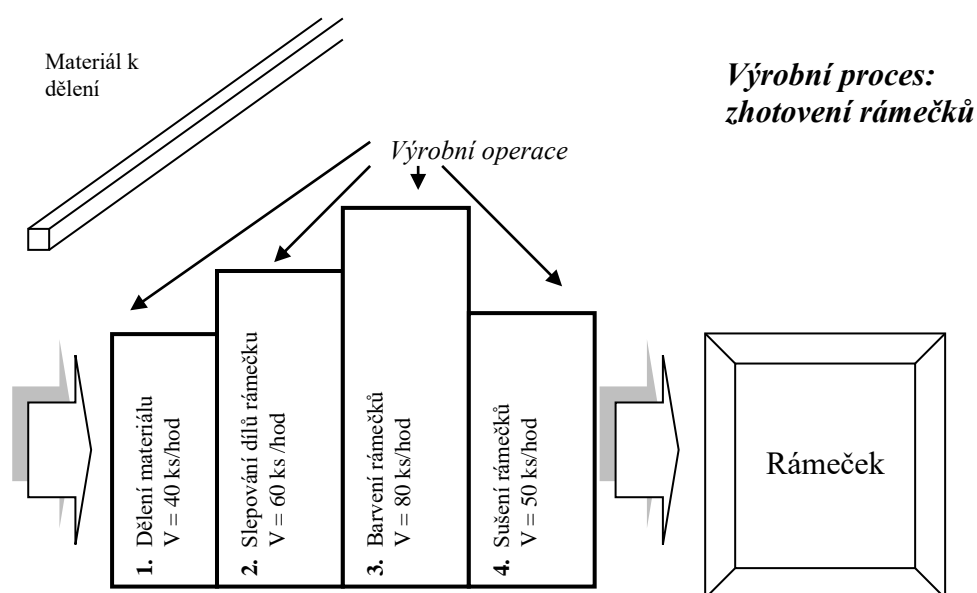 Materiál k
dělení
Výrobní proces:
zhotovení rámečků
Výrobní operace
1. Dělení materiálu
V = 40 ks/hod
2. Slepování dílů rámečku
V = 60 ks /hod
3. Barvení rámečků
V = 80 ks/hod
4. Sušení rámečků
V = 50 ks/hod
Rámeček